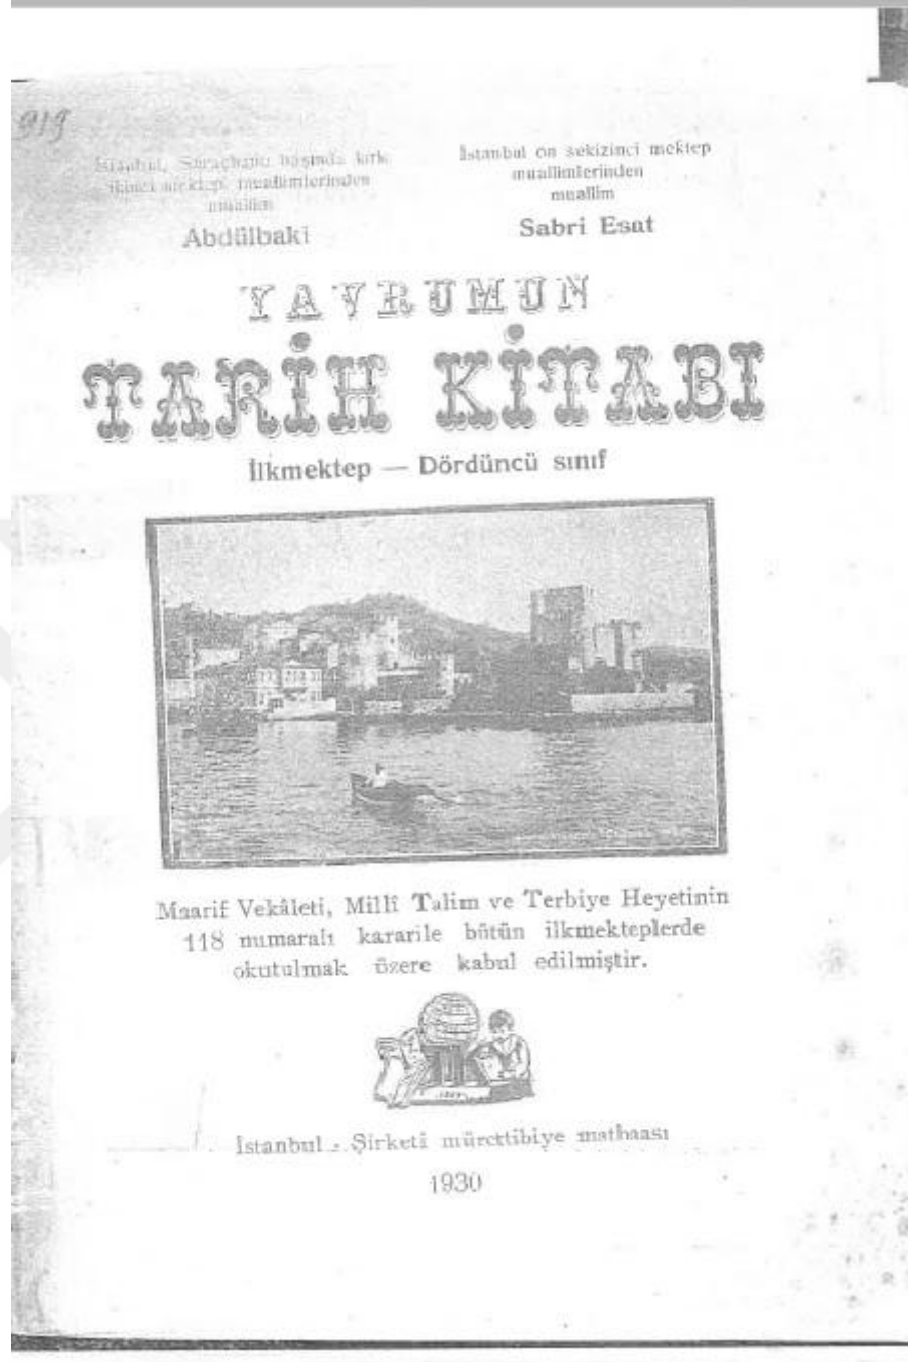 919
İstanbul, Saraçhane başında kırk
ikinci mektep muallimlerinden
muallim
Abdülbaki
İstanbul on sekizinci mektep
muallimlerinden
muallim
Sabri Esat
YAVRUMUN
TARİH KİTABI
İlkmektep — Dördüncü sınıf
Maarif Vekâleti, Millî Talim ve Terbiye Heyetinin
118 numaralı kararile bütün ilkmekteplerde
okutulmak üzere kabul edilmiştir.
İstanbul - Şirketi mürettibiye matbaası
1930